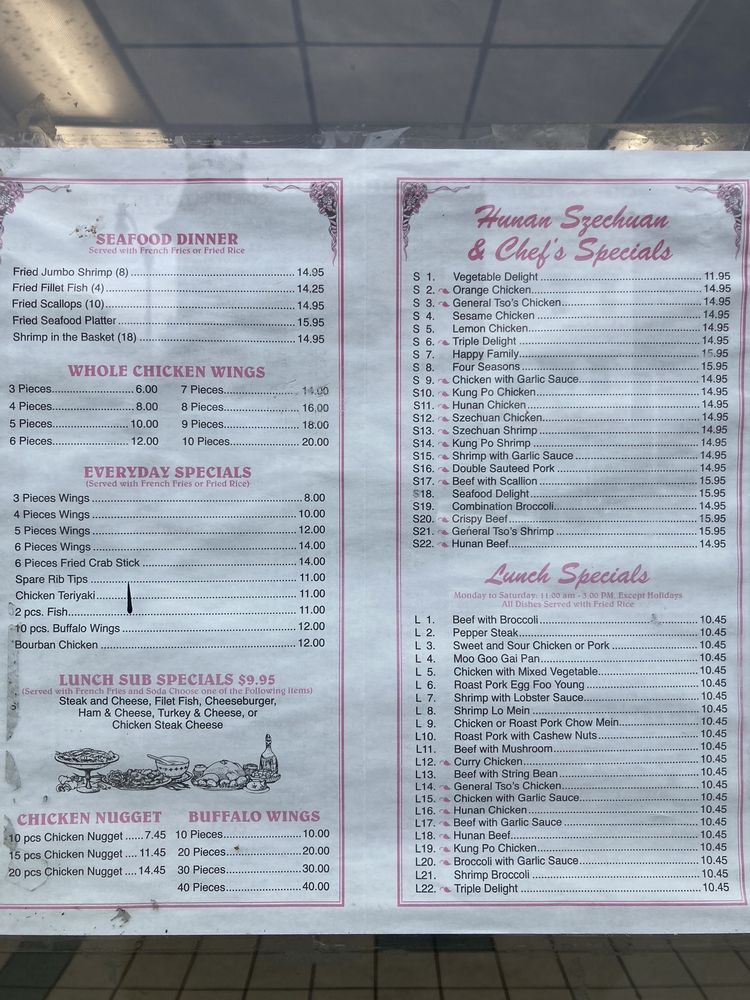 SEAFOOD DINNER
Served with French Fries or Fried Rice
Fried Jumbo Shrimp (8) 14.95
Fried Fillet Fish (4) 14.25
Fried Scallops (10) 14.95
Fried Seafood Platter 15.95
Shrimp in the Basket (18) 14.95
WHOLE CHICKEN WINGS
3 Pieces 6.00 7 Pieces 14.00
4 Pieces 8.00 8 Pieces 16.00
5 Pieces 10.00 9 Pieces 18.00
6 Pieces 12.00 10 Pieces 20.00
EVERYDAY SPECIALS
(Served with French Fries or Fried Rice)
3 Pieces Wings 8.00
4 Pieces Wings 10.00
5 Pieces Wings 12.00
6 Pieces Wings 14.00
6 Pieces Fried Crab Stick 14.00
Spare Rib Tips 11.00
Chicken Teriyaki 11.00
2 pcs. Fish 11.00
10 pcs. Buffalo Wings 12.00
Bourban Chicken 12.00
LUNCH SUB SPECIALS $9.95
(Served with French Fries and Soda Choose one of the Following Items)
Steak and Cheese, Filet Fish, Cheeseburger,
Ham & Cheese, Turkey & Cheese, or
Chicken Steak Cheese
CHICKEN NUGGET
10 pcs Chicken Nugget 7.45
15 pcs Chicken Nugget 11.45
20 pcs Chicken Nugget 14.45
BUFFALO WINGS
10 Pieces 10.00
20 Pieces 20.00
30 Pieces 30.00
40 Pieces 40.00
Hunan Szechuan
& Chef's Specials
S 1. Vegetable Delight 11.95
S 2. Orange Chicken 14.95
S 3. General Tso's Chicken 14.95
S 4. Sesame Chicken 14.95
S 5. Lemon Chicken 14.95
S 6. Triple Delight 14.95
S 7. Happy Family 15.95
S 8. Four Seasons 15.95
S 9. Chicken with Garlic Sauce 14.95
S10. Kung Po Chicken 14.95
S11. Hunan Chicken 14.95
S12. Szechuan Chicken 14.95
S13. Szechuan Shrimp 14.95
S14. Kung Po Shrimp 14.95
S15. Shrimp with Garlic Sauce 14.95
S16. Double Sauteed Pork 14.95
S17. Beef with Scallion 15.95
S18. Seafood Delight 15.95
S19. Combination Broccoli 14.95
S20. Crispy Beef 15.95
S21. General Tso's Shrimp 15.95
S22. Hunan Beef 14.95
Lunch Specials
Monday to Saturday: 11:00 am - 3:00 PM, Except Holidays
All Dishes Served with Fried Rice
L 1. Beef with Broccoli 10.45
L 2. Pepper Steak 10.45
L 3. Sweet and Sour Chicken or Pork 10.45
L 4. Moo Goo Gai Pan 10.45
L 5. Chicken with Mixed Vegetable 10.45
L 6. Roast Pork Egg Foo Young 10.45
L 7. Shrimp with Lobster Sauce 10.45
L 8. Shrimp Lo Mein 10.45
L 9. Chicken or Roast Pork Chow Mein 10.45
L10. Roast Pork with Cashew Nuts 10.45
L11. Beef with Mushroom 10.45
L12. Curry Chicken 10.45
L13. Beef with String Bean 10.45
L14. General Tso's Chicken 10.45
L15. Chicken with Garlic Sauce 10.45
L16. Hunan Chicken 10.45
L17. Beef with Garlic Sauce 10.45
L18. Hunan Beef 10.45
L19. Kung Po Chicken 10.45
L20. Broccoli with Garlic Sauce 10.45
L21. Shrimp Broccoli 10.45
L22. Triple Delight 10.45